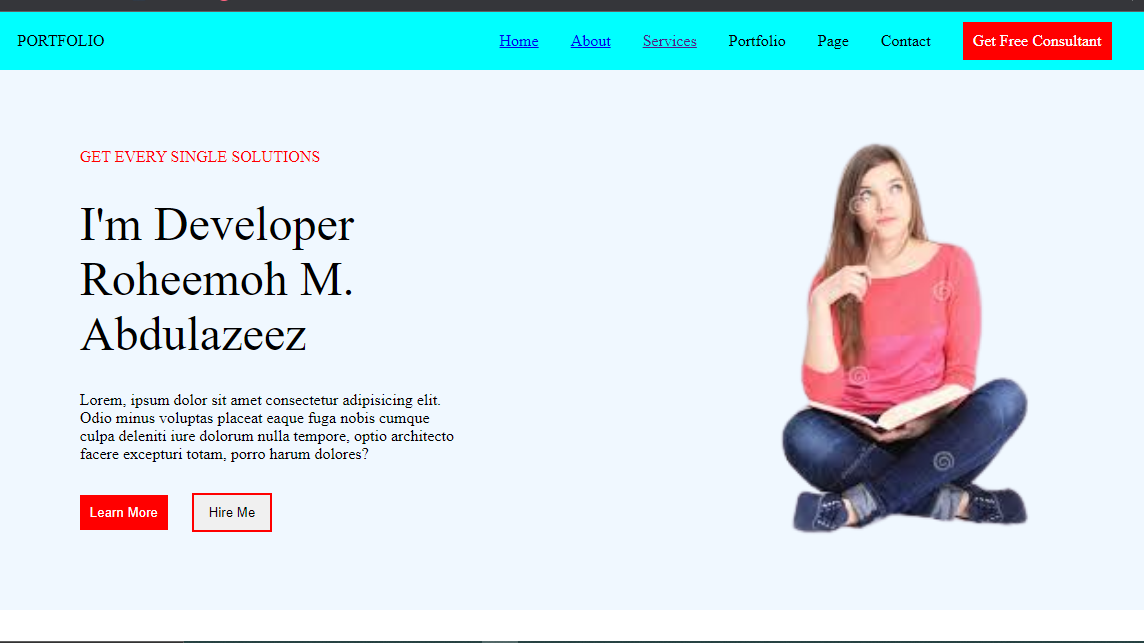 PORTFOLIO
Home About Services Portfolio Page Contact Get Free Consultant
GET EVERY SINGLE SOLUTIONS
I'm Developer
Roheemoh M.
Abdulazeez
Lorem, ipsum dolor sit amet consectetur adipisicing elit.
Odio minus voluptas placeat eaque fuga nobis cumque
culpa deleniti iure dolorum nulla tempore, optio architecto
facere excepturi totam, porro harum dolores?
Learn More Hire Me